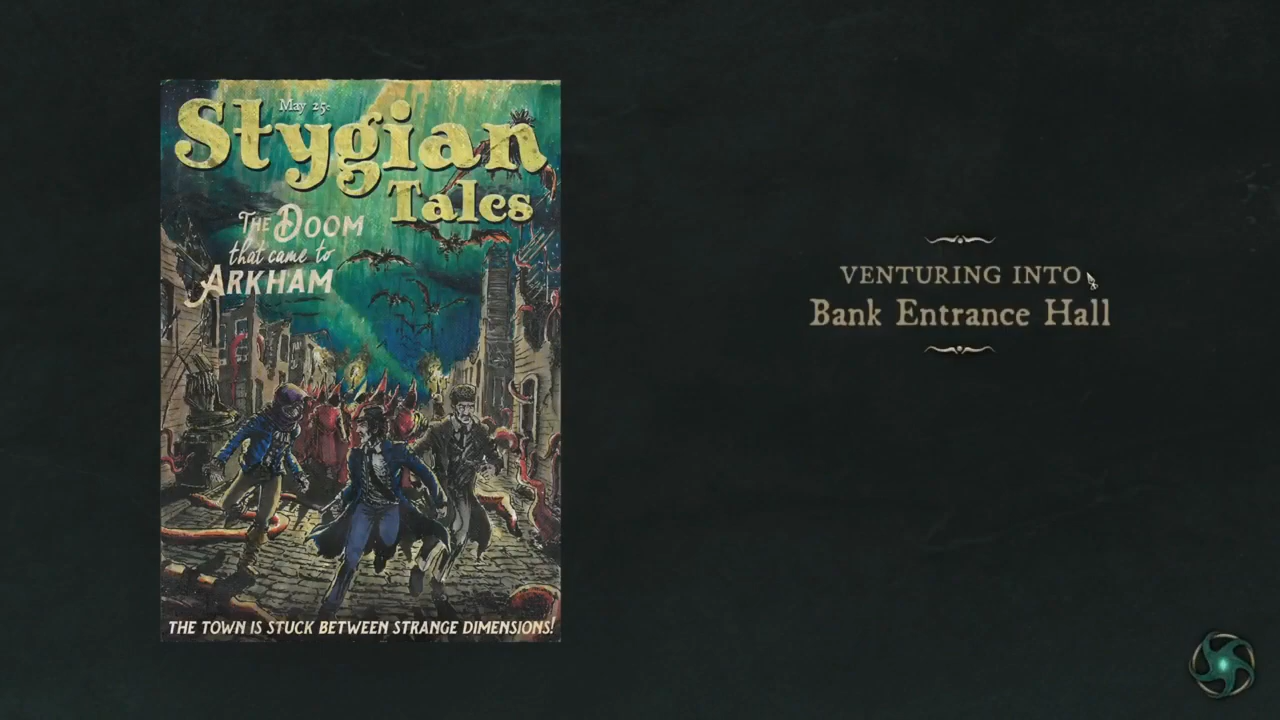 May 25c
Stygian
Tales
THE DOOM
that came to
ARKHAM
THE TOWN IS STUCK BETWEEN STRANGE DIMENSIONS!
VENTURING INTO
Bank Entrance Hall